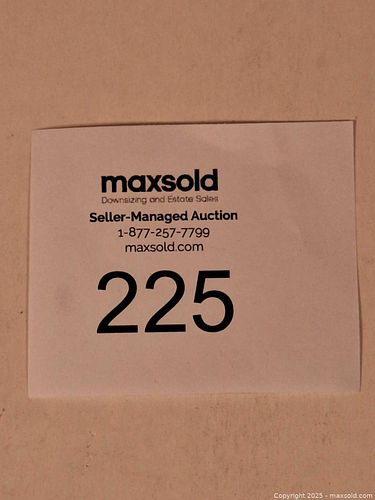 maxsold
Downsizing and Estate Sales
Seller-Managed Auction
1-877-257-7799
maxsold.com
225
Copyright 2025 - maxsold.com